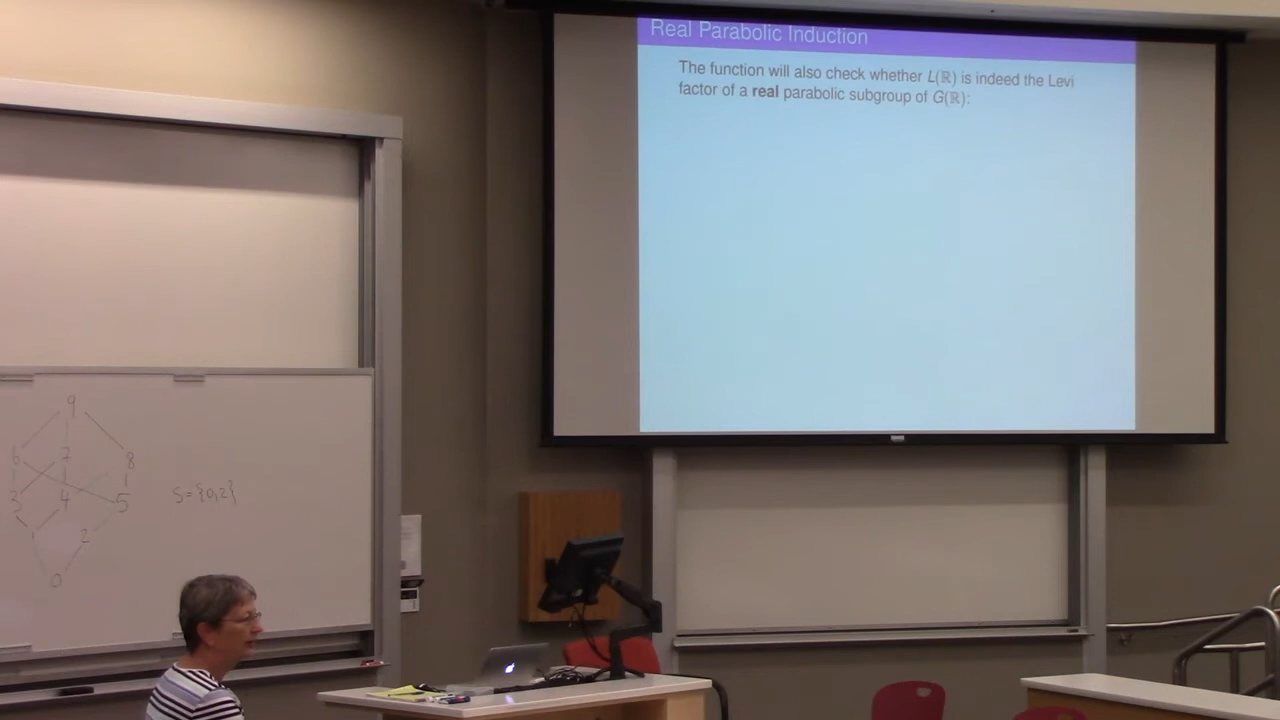 Real Parabolic Induction
The function will also check whether L(ℝ) is indeed the Levi
factor of a real parabolic subgroup of G(ℝ):
9
6 7 8
3 4 5
2
0
S={0,2}